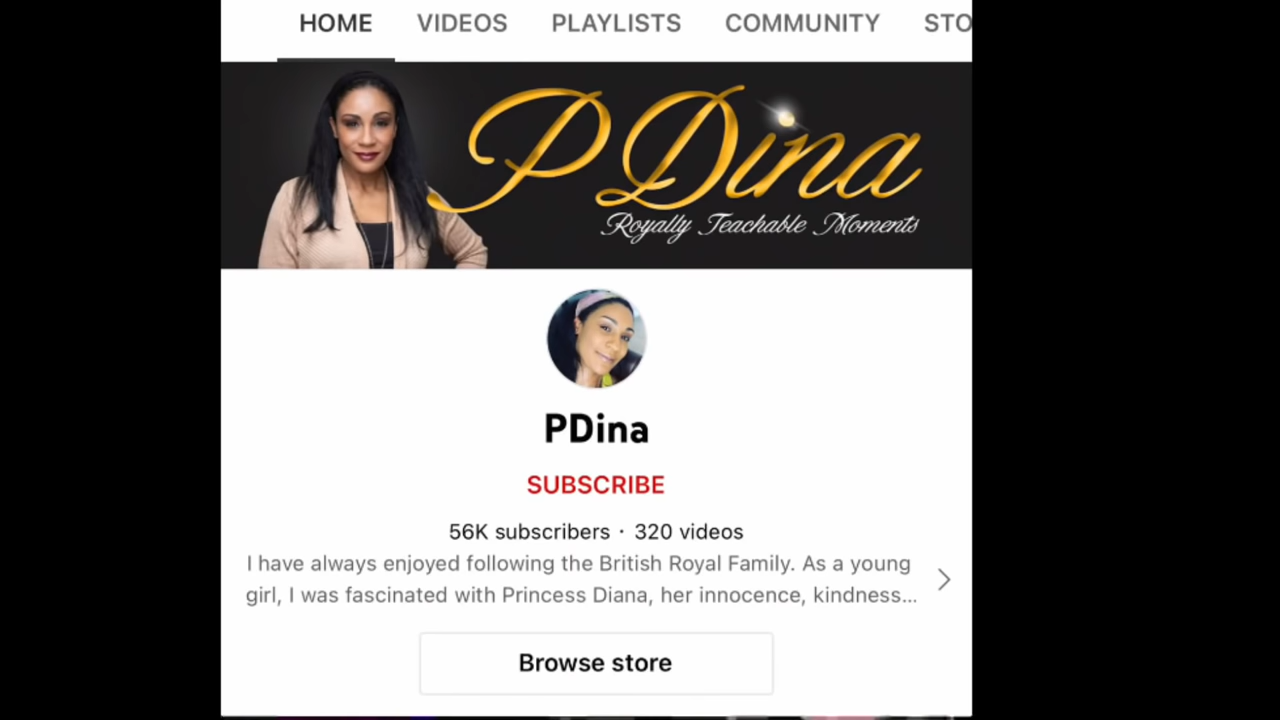 HOME VIDEOS PLAYLISTS COMMUNITY STO
PDina
Royally Teachable Moments
PDina
SUBSCRIBE
56K subscribers · 320 videos
I have always enjoyed following the British Royal Family. As a young
girl, I was fascinated with Princess Diana, her innocence, kindness...
Browse store